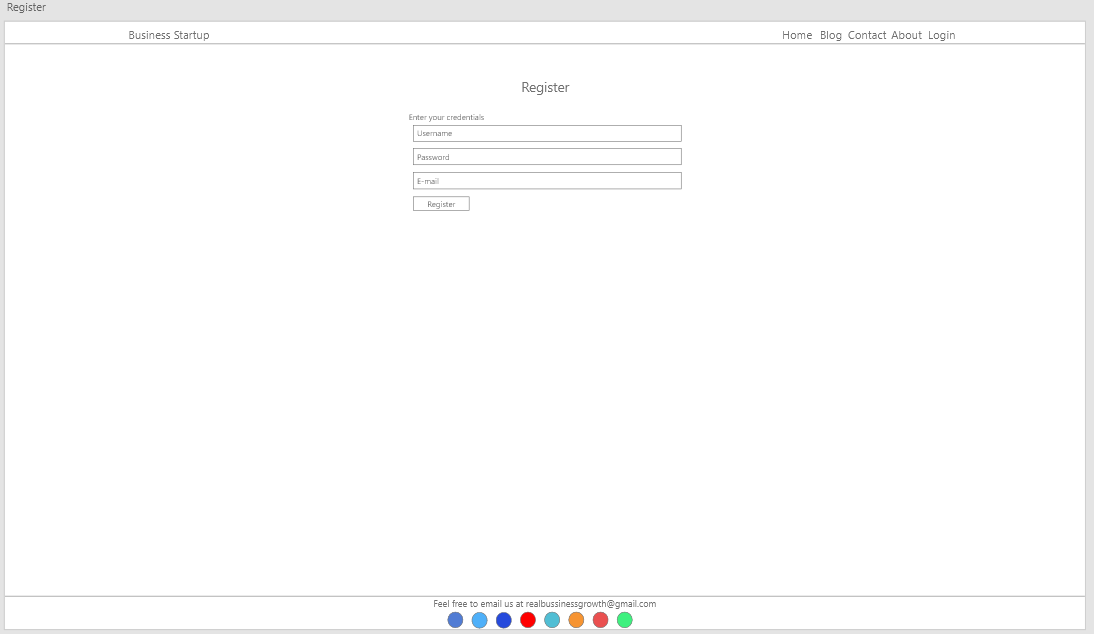 Register
Business Startup
Home Blog Contact About Login
Register
Enter your credentials
Username
Password
E-mail
Register
Feel free to email us at realbussinessgrowth@gmail.com